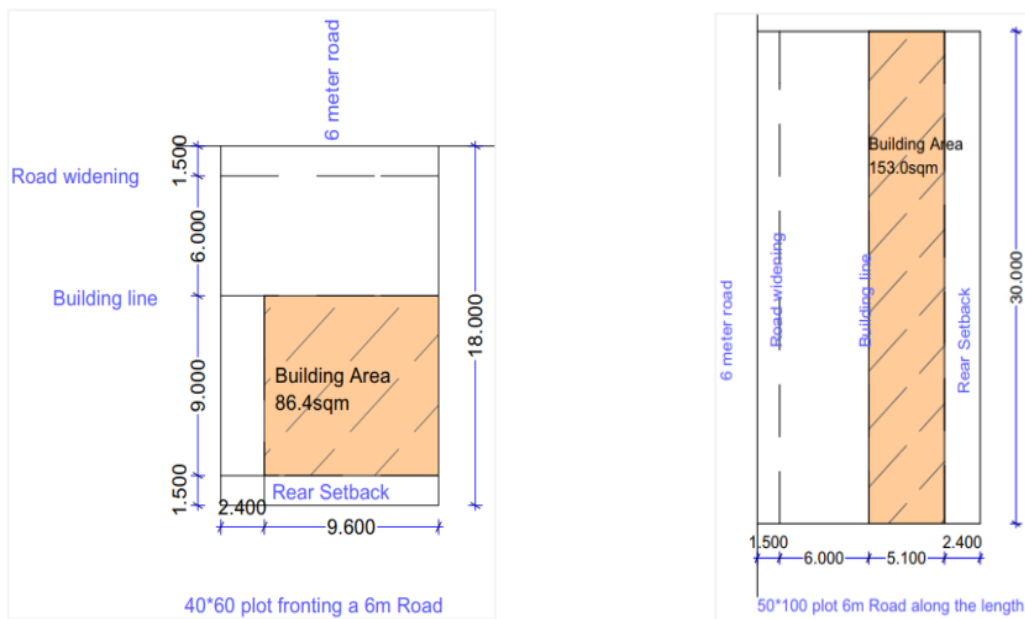 6 meter road
1.500
Road widening
6.000
Building line
18.000
9.000
Building Area
86.4sqm
1.500
Rear Setback
2.400
9.600
40*60 plot fronting a 6m Road
Building Area
153.0sqm
30.000
Road widening
Building line
6 meter road
Rear Setback
1.500
2.400
6.000
5.100
50*100 plot 6m Road along the length